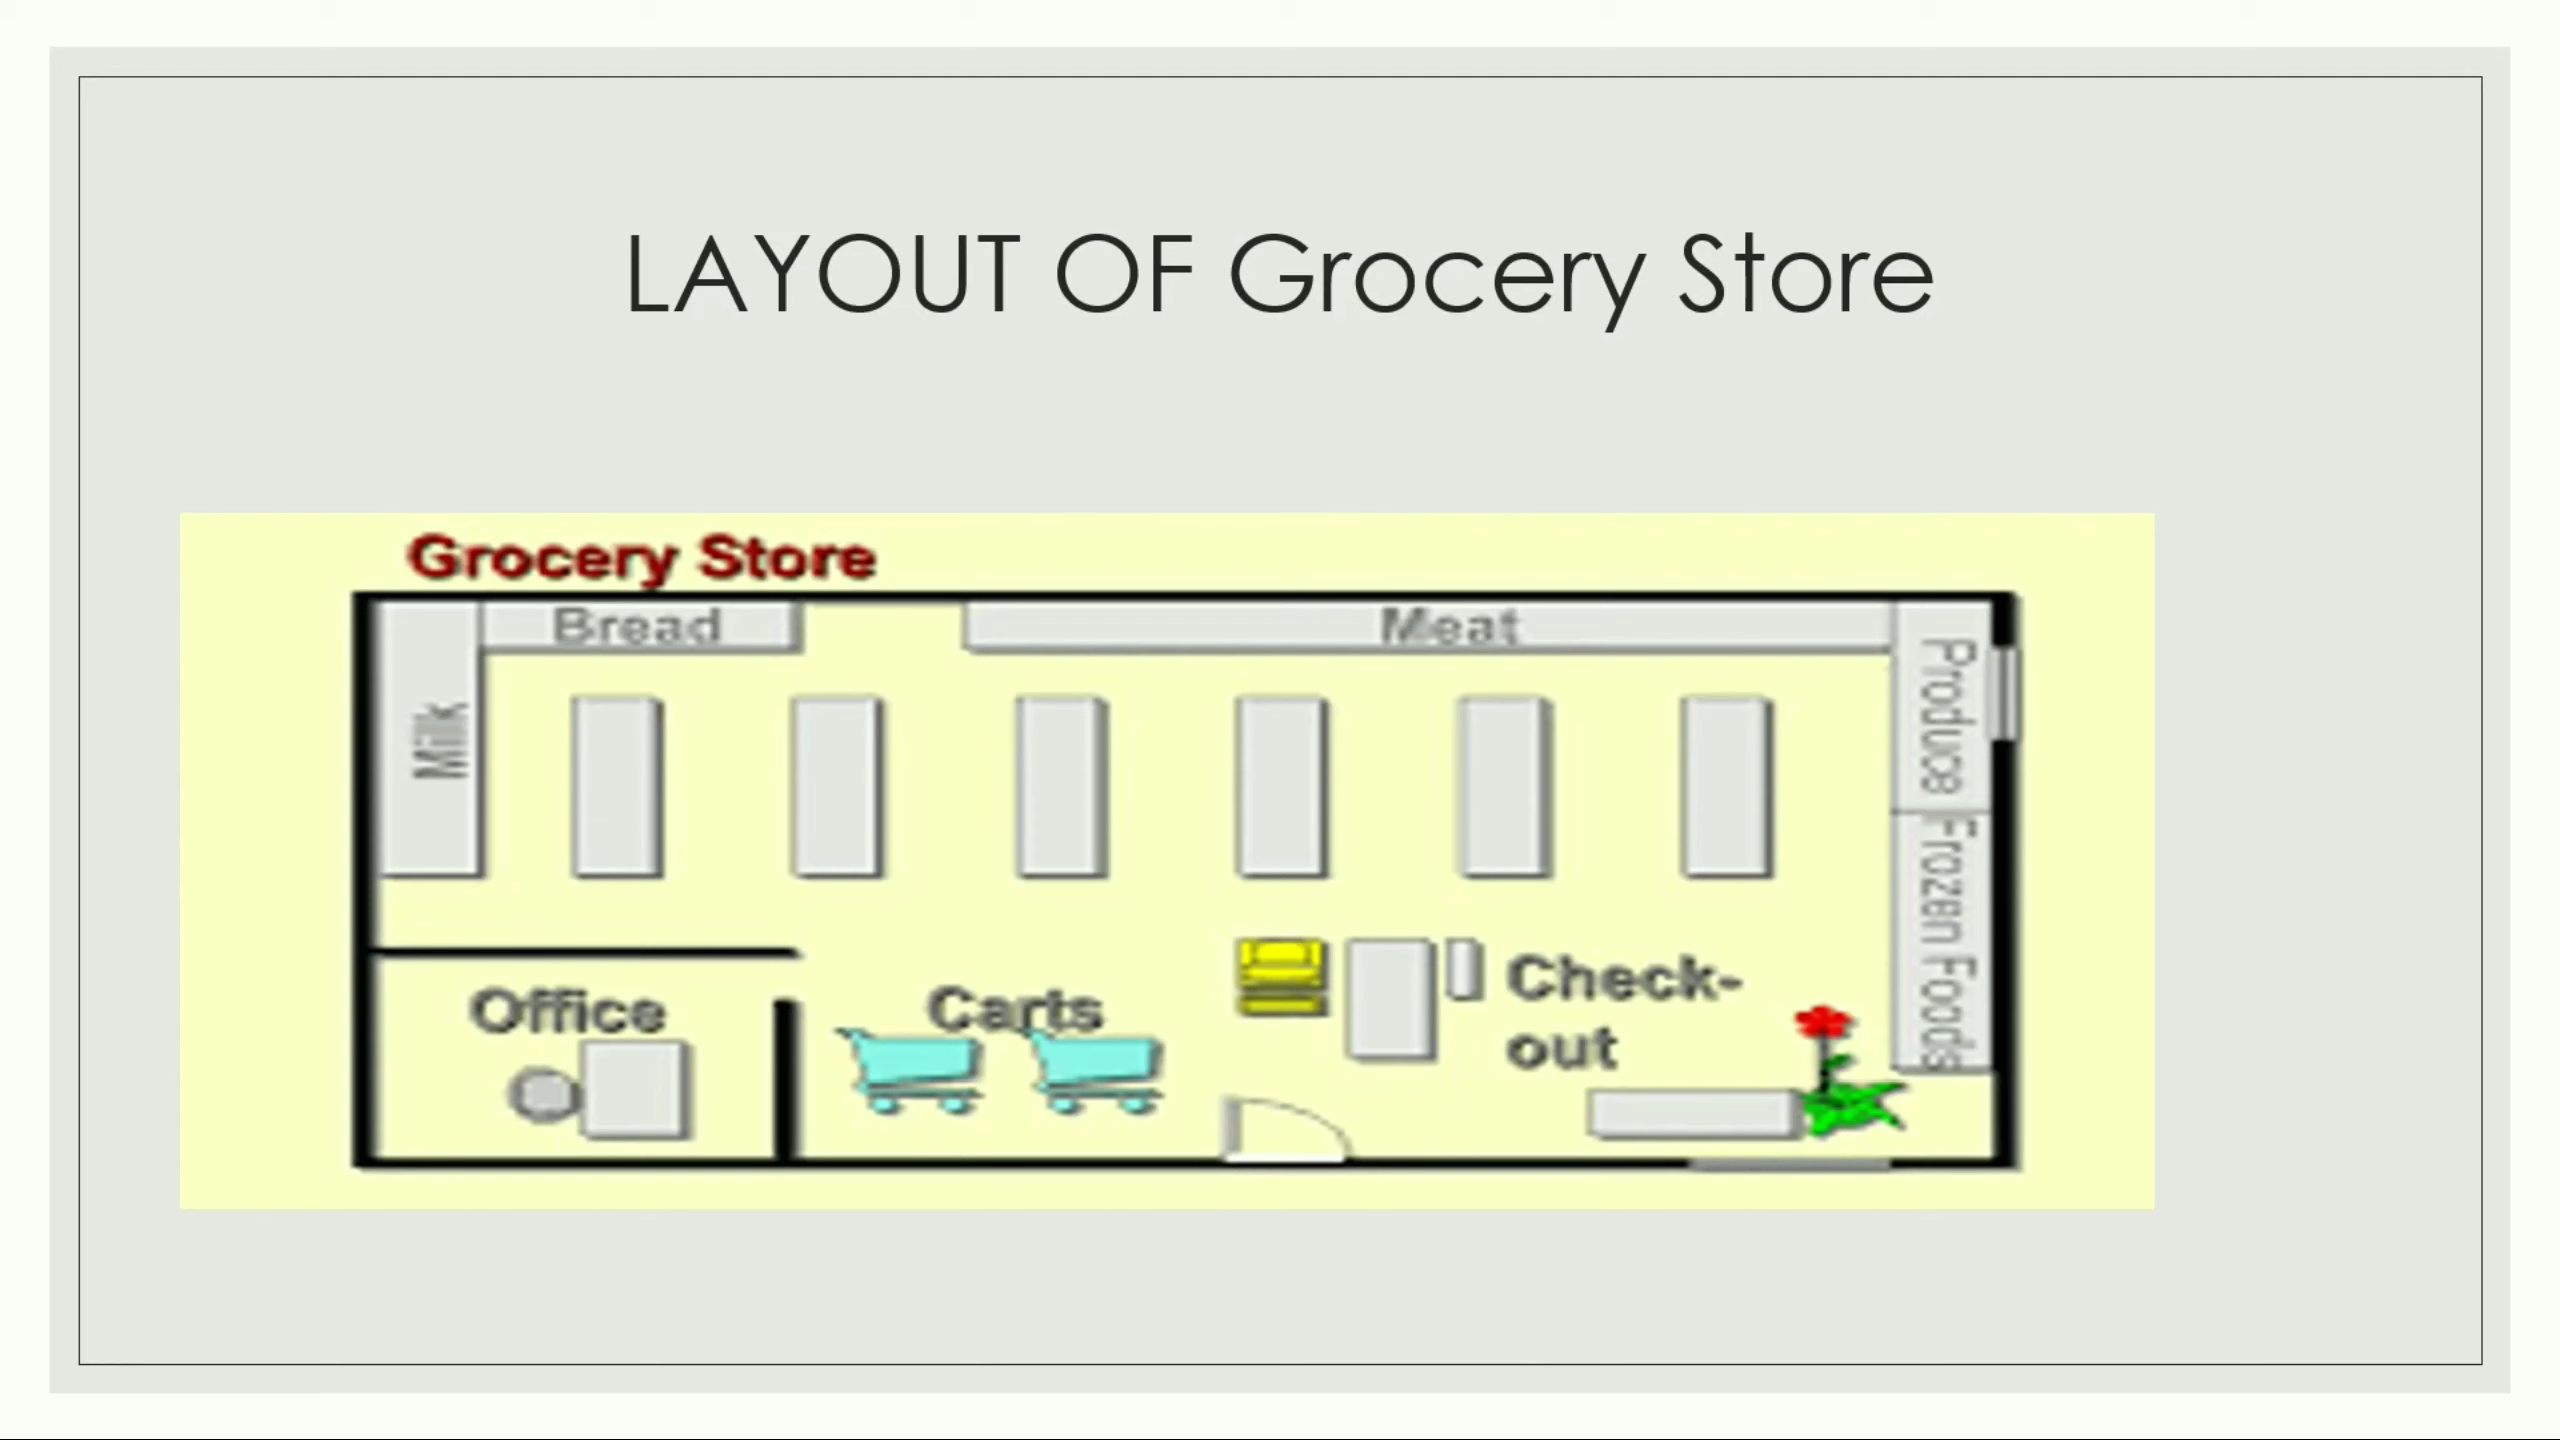 LAYOUT OF Grocery Store
Grocery Store
Bread
Meat
Milk
Produce
Frozen Foods
Office
Carts
Check-
out